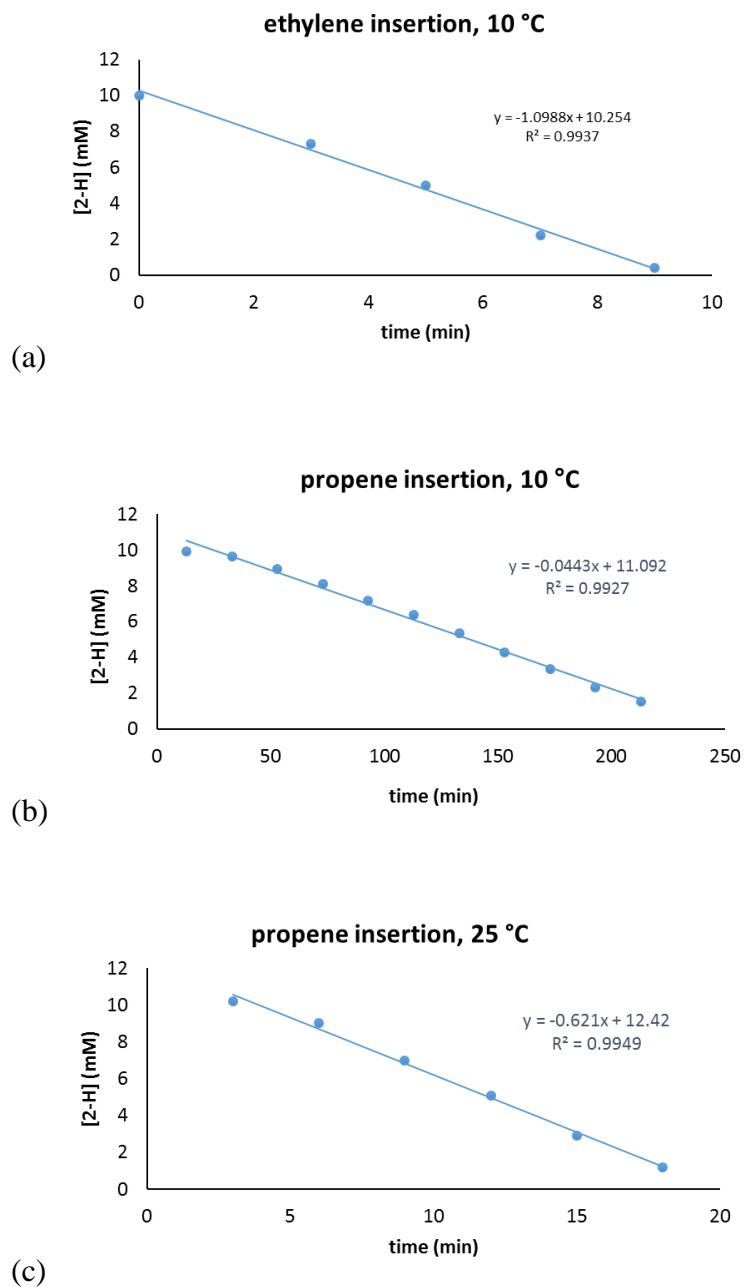 ethylene insertion, 10 °C
12
10
8
6
4
2
0
[2-H] (mM)
y = -1.0988x + 10.254
R² = 0.9937
0 2 4 6 8 10
time (min)
(a)
propene insertion, 10 °C
12
10
8
6
4
2
0
[2-H] (mM)
y = -0.0443x + 11.092
R² = 0.9927
0 50 100 150 200 250
time (min)
(b)
propene insertion, 25 °C
12
10
8
6
4
2
0
[2-H] (mM)
y = -0.621x + 12.42
R² = 0.9949
0 5 10 15 20
time (min)
(c)